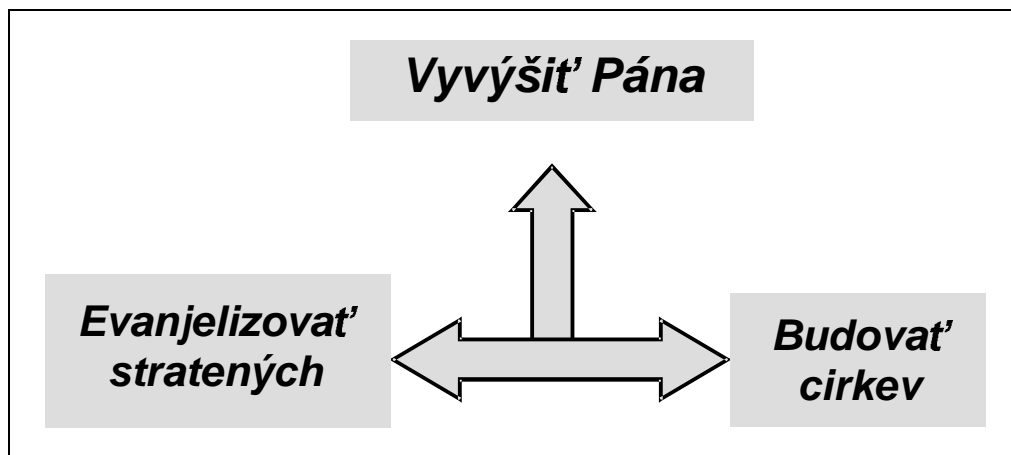 Vyvýšiť Pána
Evanjelizovať
stratených
Budovať
cirkev